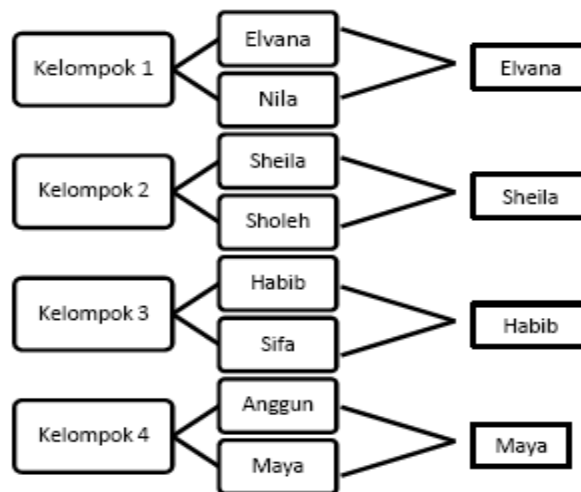 Kelompok 1
Elvana
Nila
Elvana
Kelompok 2
Sheila
Sholeh
Sheila
Kelompok 3
Habib
Sifa
Habib
Kelompok 4
Anggun
Maya
Maya